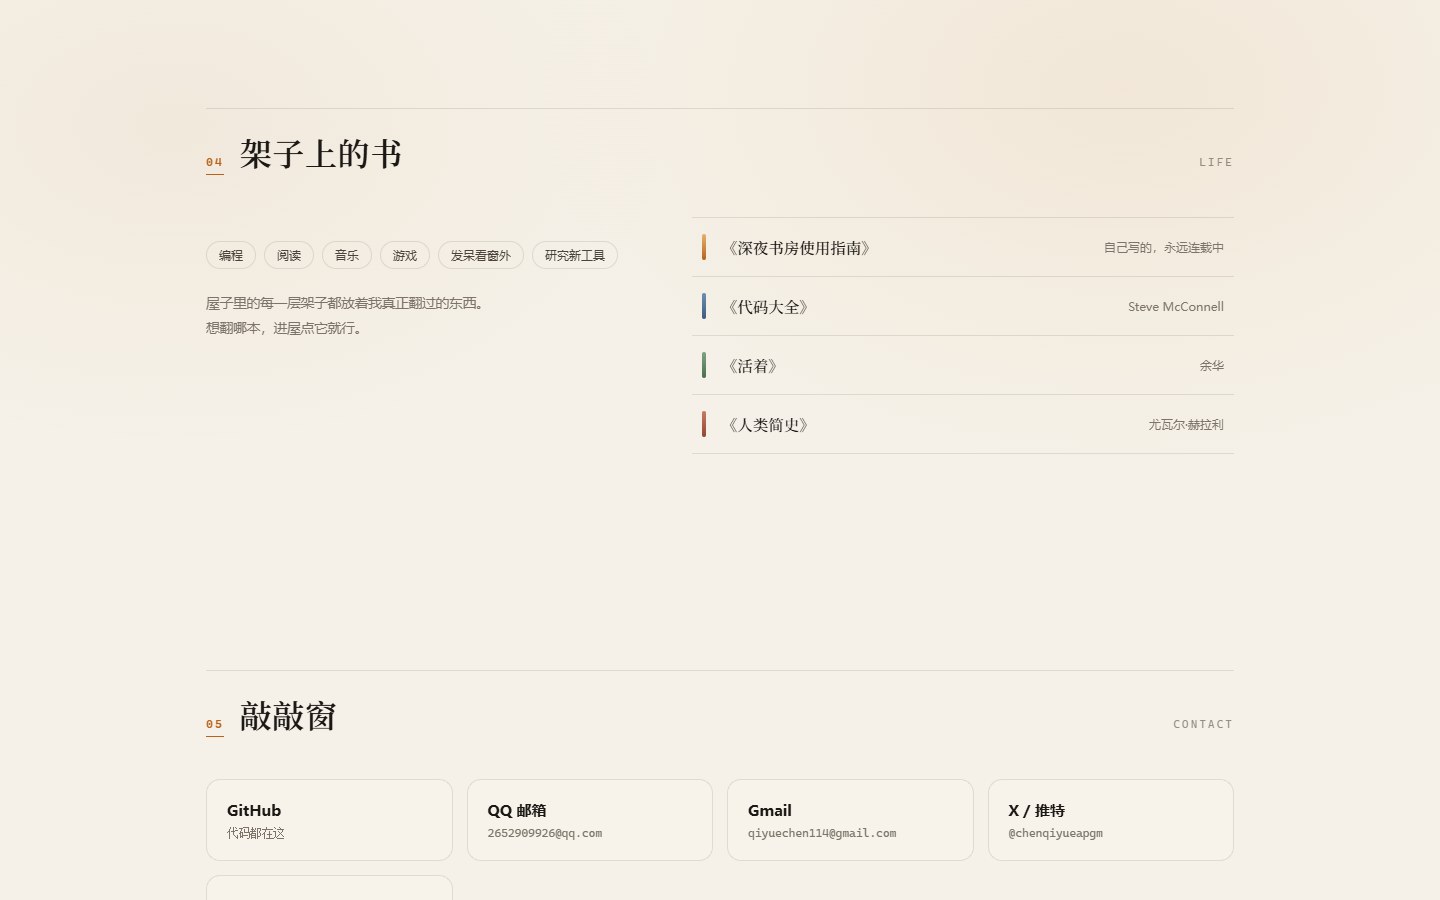 04 架子上的书
LIFE
编程 阅读 音乐 游戏 发呆看窗外 研究新工具
屋子里的每一层架子都放着我真正翻过的东西。
想翻哪本，进屋点它就行。
《深夜书房使用指南》 自己写的，永远连载中
《代码大全》 Steve McConnell
《活着》 余华
《人类简史》 尤瓦尔·赫拉利
05 敲敲窗
CONTACT
GitHub
代码都在这
QQ 邮箱
2652909926@qq.com
Gmail
qiyuechen114@gmail.com
X / 推特
@chenqiyueapgm